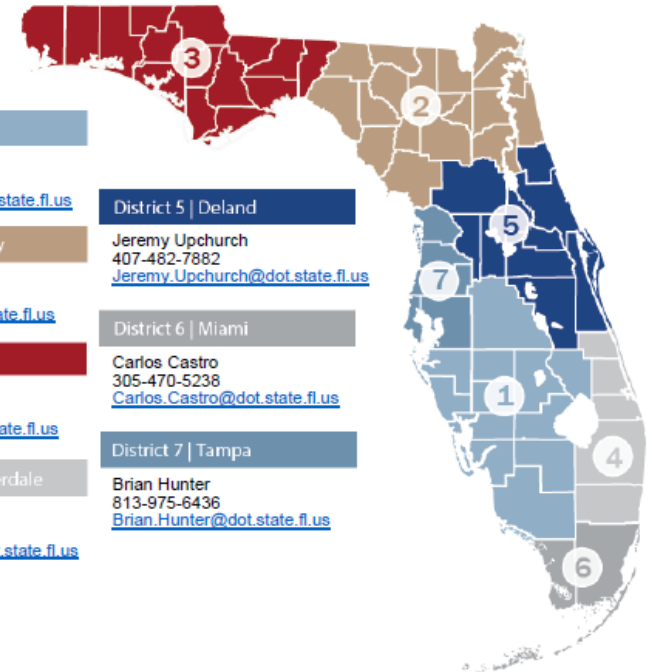 state.fl.us
y
ate.fl.us
ate.fl.us
rdale
.state.fl.us
District 5 | Deland
Jeremy Upchurch
407-482-7882
Jeremy.Upchurch@dot.state.fl.us
District 6 | Miami
Carlos Castro
305-470-5238
Carlos.Castro@dot.state.fl.us
District 7 | Tampa
Brian Hunter
813-975-6436
Brian.Hunter@dot.state.fl.us
3
2
5
7
1
4
6